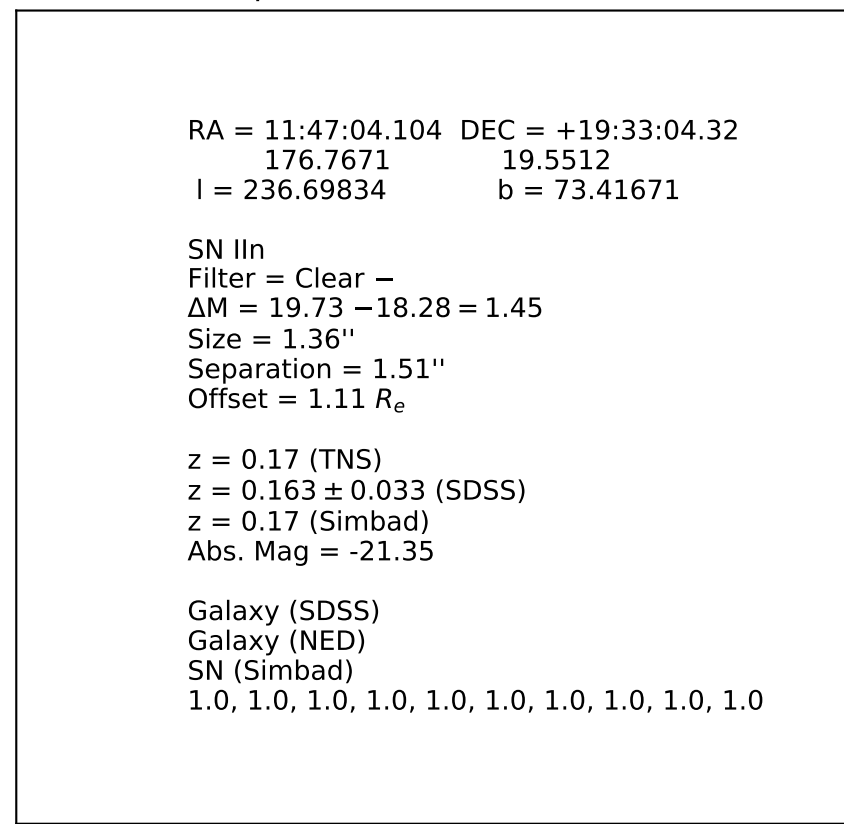 RA = 11:47:04.104  DEC = +19:33:04.32
176.7671 19.5512
l = 236.69834 b = 73.41671
SN IIn
Filter = Clear −
ΔM = 19.73 −18.28 = 1.45
Size = 1.36''
Separation = 1.51''
Offset = 1.11 Rₑ
z = 0.17 (TNS)
z = 0.163 ± 0.033 (SDSS)
z = 0.17 (Simbad)
Abs. Mag = -21.35
Galaxy (SDSS)
Galaxy (NED)
SN (Simbad)
1.0, 1.0, 1.0, 1.0, 1.0, 1.0, 1.0, 1.0, 1.0, 1.0